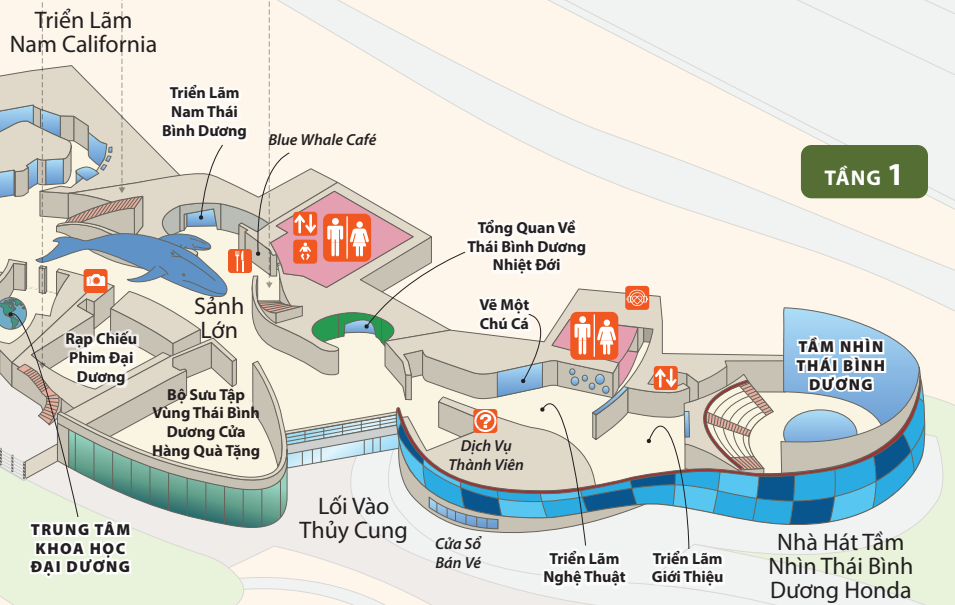 Triển Lãm
Nam California
Triển Lãm
Nam Thái
Bình Dương
Blue Whale Café
TẦNG 1
Tổng Quan Về
Thái Bình Dương
Nhiệt Đới
Sảnh
Lớn
Vẽ Một
Chú Cá
Rạp Chiếu
Phim Đại
Dương
TẦM NHÌN
THÁI BÌNH
DƯƠNG
Bộ Sưu Tập
Vùng Thái Bình
Dương Cửa
Hàng Quà Tặng
Dịch Vụ
Thành Viên
Lối Vào
Thủy Cung
TRUNG TÂM
KHOA HỌC
ĐẠI DƯƠNG
Cửa Sổ
Bán Vé
Triển Lãm
Nghệ Thuật
Triển Lãm
Giới Thiệu
Nhà Hát Tầm
Nhìn Thái Bình
Dương Honda